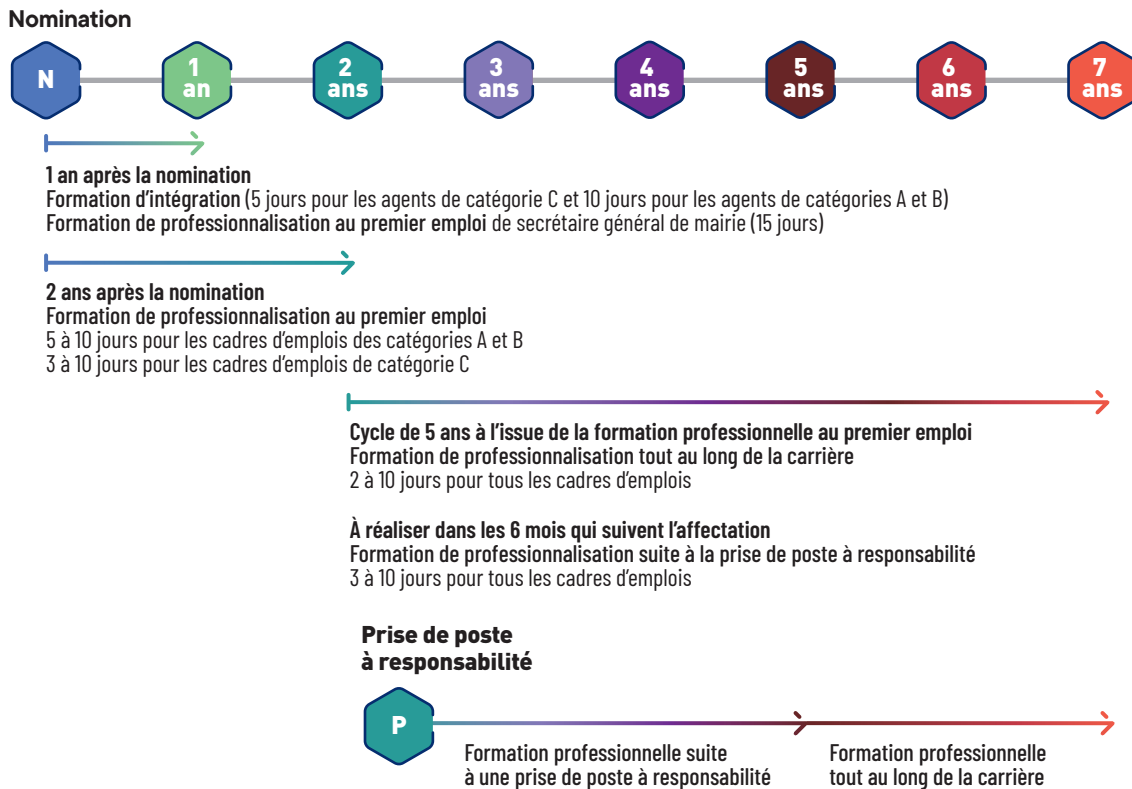 Nomination
N
1
an
2
ans
3
ans
4
ans
5
ans
6
ans
7
ans
1 an après la nomination
Formation d'intégration (5 jours pour les agents de catégorie C et 10 jours pour les agents de catégories A et B)
Formation de professionnalisation au premier emploi de secrétaire général de mairie (15 jours)
2 ans après la nomination
Formation de professionnalisation au premier emploi
5 à 10 jours pour les cadres d'emplois des catégories A et B
3 à 10 jours pour les cadres d'emplois de catégorie C
Cycle de 5 ans à l'issue de la formation professionnelle au premier emploi
Formation de professionnalisation tout au long de la carrière
2 à 10 jours pour tous les cadres d'emplois
À réaliser dans les 6 mois qui suivent l'affectation
Formation de professionnalisation suite à la prise de poste à responsabilité
3 à 10 jours pour tous les cadres d'emplois
Prise de poste
à responsabilité
P
Formation professionnelle suite
à une prise de poste à responsabilité
Formation professionnelle
tout au long de la carrière